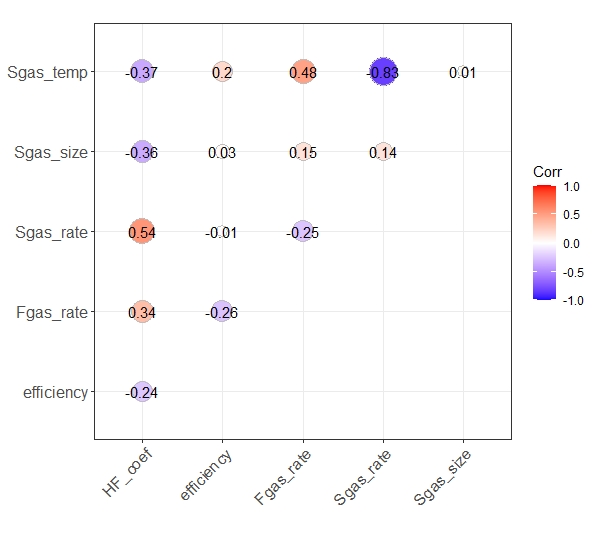 Sgas_temp -0.37 0.2 0.48 -0.83 0.01
Sgas_size -0.36 0.03 0.15 0.14
Sgas_rate 0.54 -0.01 -0.25
Fgas_rate 0.34 -0.26
efficiency -0.24
HF_coef efficiency Fgas_rate Sgas_rate Sgas_size
Corr
1.0
0.5
0.0
-0.5
-1.0